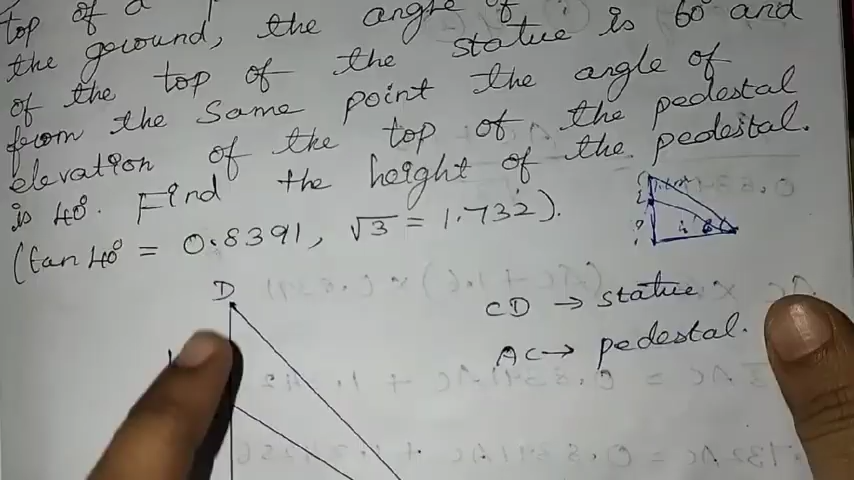 top of a
the ground, the angle of
of the top of the statue is 60° and
from the same point the angle of
elevation of the top of the pedestal
is 40°. Find the height of the pedestal.
(tan 40° = 0.8391, √3 = 1.732).
D
CD → statue.
AC → pedestal.